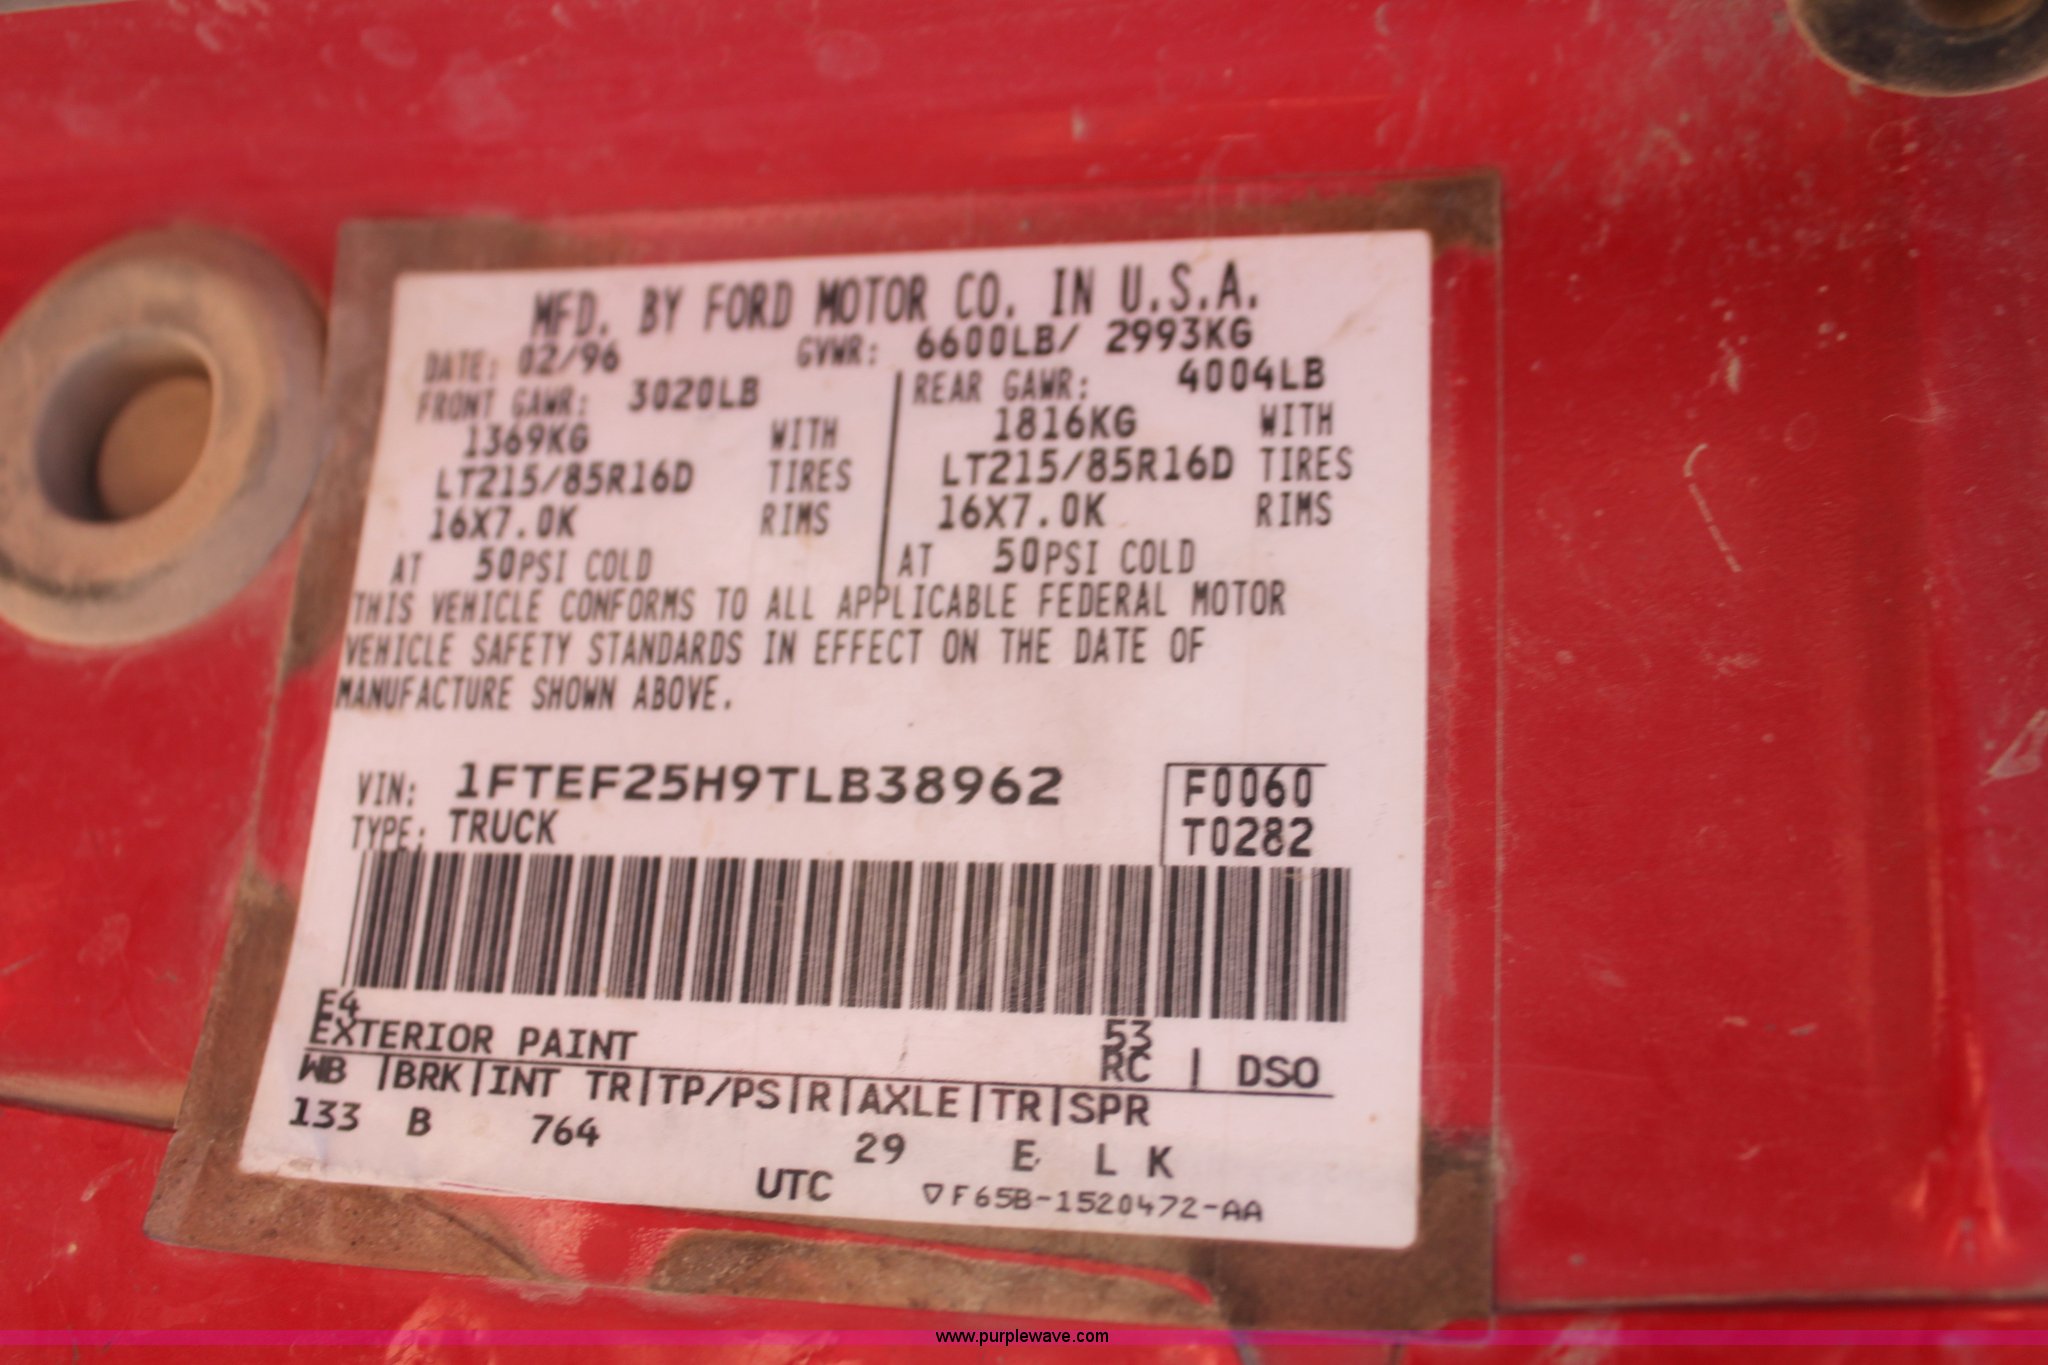 MFD. BY FORD MOTOR CO. IN U.S.A.
DATE: 02/96 GVWR: 6600LB/ 2993KG
FRONT GAWR: 3020LB REAR GAWR: 4004LB
1369KG WITH 1816KG WITH
LT215/85R16D TIRES LT215/85R16D TIRES
16X7.0K RIMS 16X7.0K RIMS
AT 50PSI COLD AT 50PSI COLD
THIS VEHICLE CONFORMS TO ALL APPLICABLE FEDERAL MOTOR
VEHICLE SAFETY STANDARDS IN EFFECT ON THE DATE OF
MANUFACTURE SHOWN ABOVE.
VIN: 1FTEF25H9TLB38962 F0060
TYPE: TRUCK T0282
E4 53
EXTERIOR PAINT RC | DSO
WB |BRK|INT TR|TP/PS|R|AXLE|TR|SPR
133 B 764 29 E L K
UTC ▽F65B-1520472-AA
www.purplewave.com